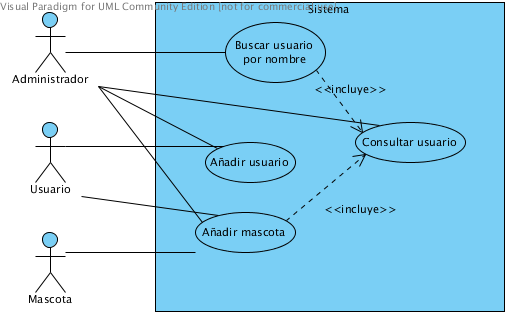 Visual Paradigm for UML Community Edition [not for commercial use]
Sistema
Buscar usuario
por nombre
Administrador
<<incluye>>
Añadir usuario
Consultar usuario
Usuario
<<incluye>>
Añadir mascota
Mascota